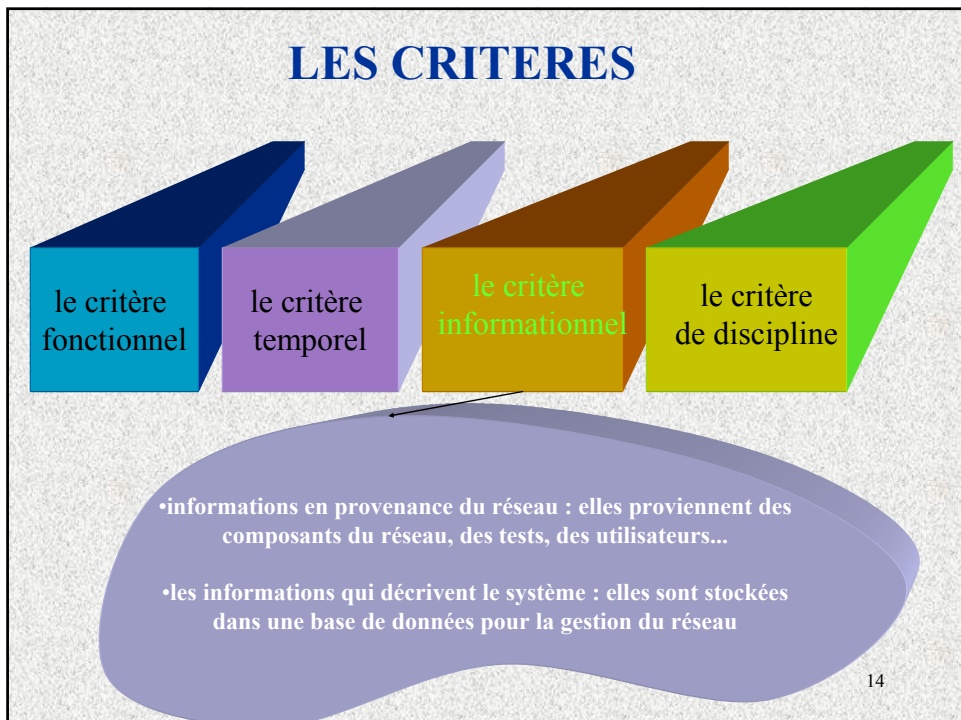 LES CRITERES
le critère
fonctionnel
le critère
temporel
le critère
informationnel
le critère
de discipline
•informations en provenance du réseau : elles proviennent des
composants du réseau, des tests, des utilisateurs...
•les informations qui décrivent le système : elles sont stockées
dans une base de données pour la gestion du réseau
14